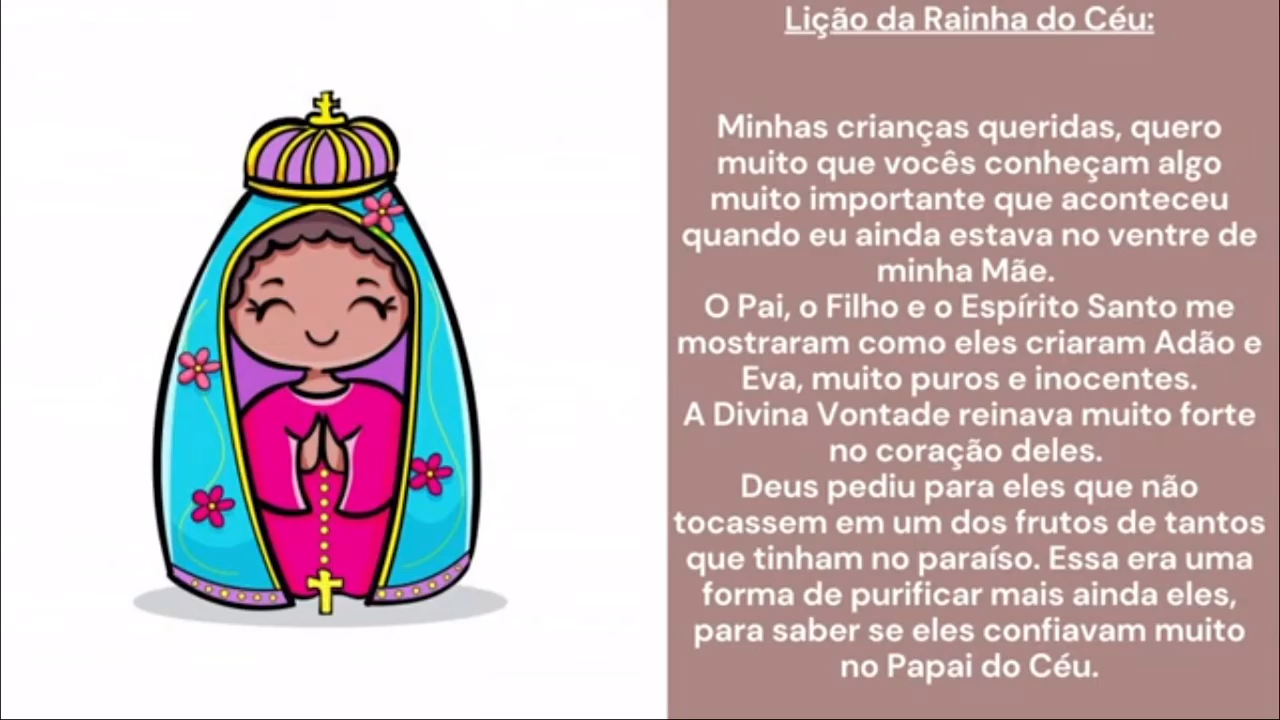 Lição da Rainha do Céu:
Minhas crianças queridas, quero
muito que vocês conheçam algo
muito importante que aconteceu
quando eu ainda estava no ventre de
minha Mãe.
O Pai, o Filho e o Espírito Santo me
mostraram como eles criaram Adão e
Eva, muito puros e inocentes.
A Divina Vontade reinava muito forte
no coração deles.
Deus pediu para eles que não
tocassem em um dos frutos de tantos
que tinham no paraíso. Essa era uma
forma de purificar mais ainda eles,
para saber se eles confiavam muito
no Papai do Céu.